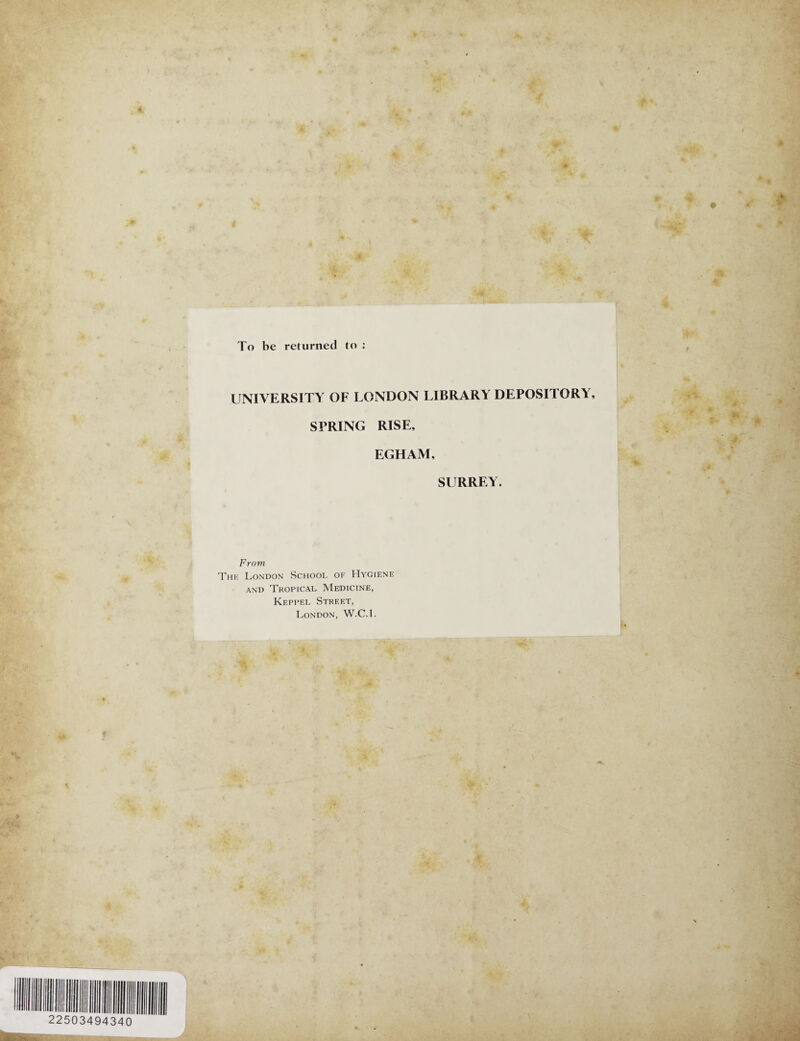 To be returned to :
UNIVERSITY OF LONDON LIBRARY DEPOSITORY,
SPRING RISE,
EGHAM,
SURREY.
From
The London School of Hygiene
and Tropical Medicine,
Keppel Street,
London, W.C.1.
22503494340